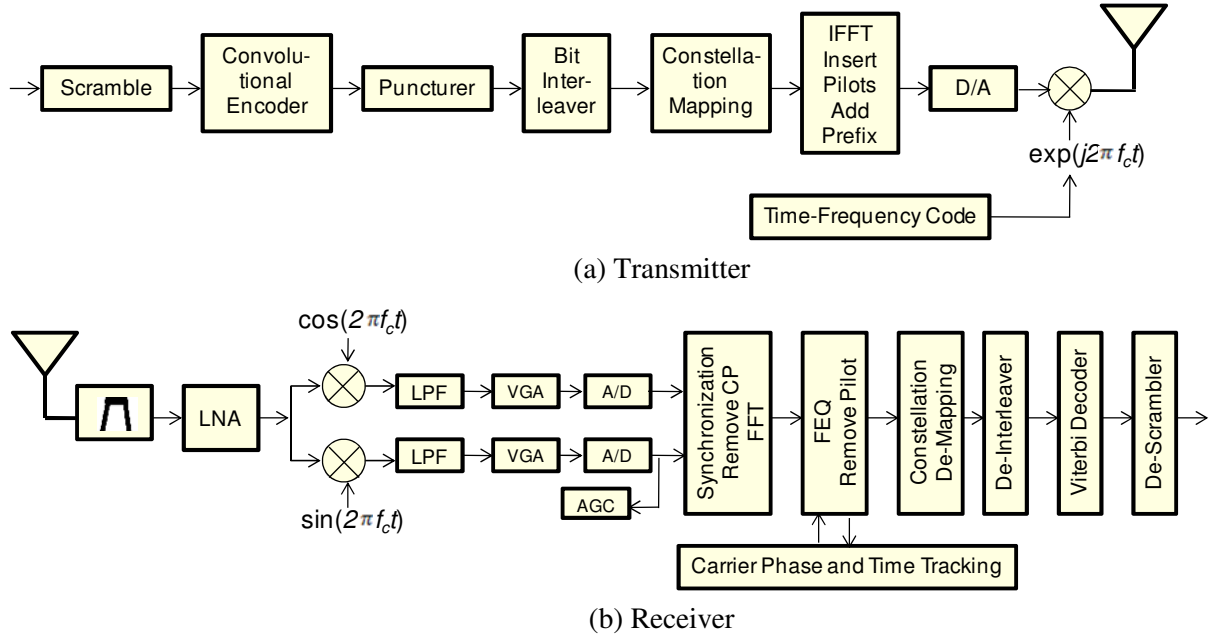 Scramble
Convolu-
tional
Encoder
Puncturer
Bit
Inter-
leaver
Constella-
tion
Mapping
IFFT
Insert
Pilots
Add
Prefix
D/A
exp(j2π fct)
Time-Frequency Code
(a) Transmitter
cos(2πfct)
LNA
sin(2πfct)
LPF
VGA
A/D
LPF
VGA
A/D
AGC
Synchronization
Remove CP
FFT
FEQ
Remove Pilot
Constellation
De-Mapping
De-Interleaver
Viterbi Decoder
De-Scrambler
Carrier Phase and Time Tracking
(b) Receiver